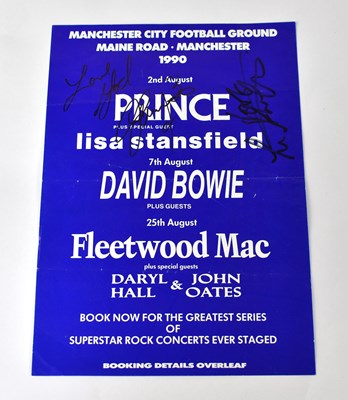 MANCHESTER CITY FOOTBALL GROUND
MAINE ROAD - MANCHESTER
1990
2nd August
PRINCE
PLUS SPECIAL GUEST
lisa stansfield
7th August
DAVID BOWIE
PLUS GUESTS
25th August
Fleetwood Mac
plus special guests
DARYL HALL & JOHN OATES
BOOK NOW FOR THE GREATEST SERIES
OF
SUPERSTAR ROCK CONCERTS EVER STAGED
BOOKING DETAILS OVERLEAF